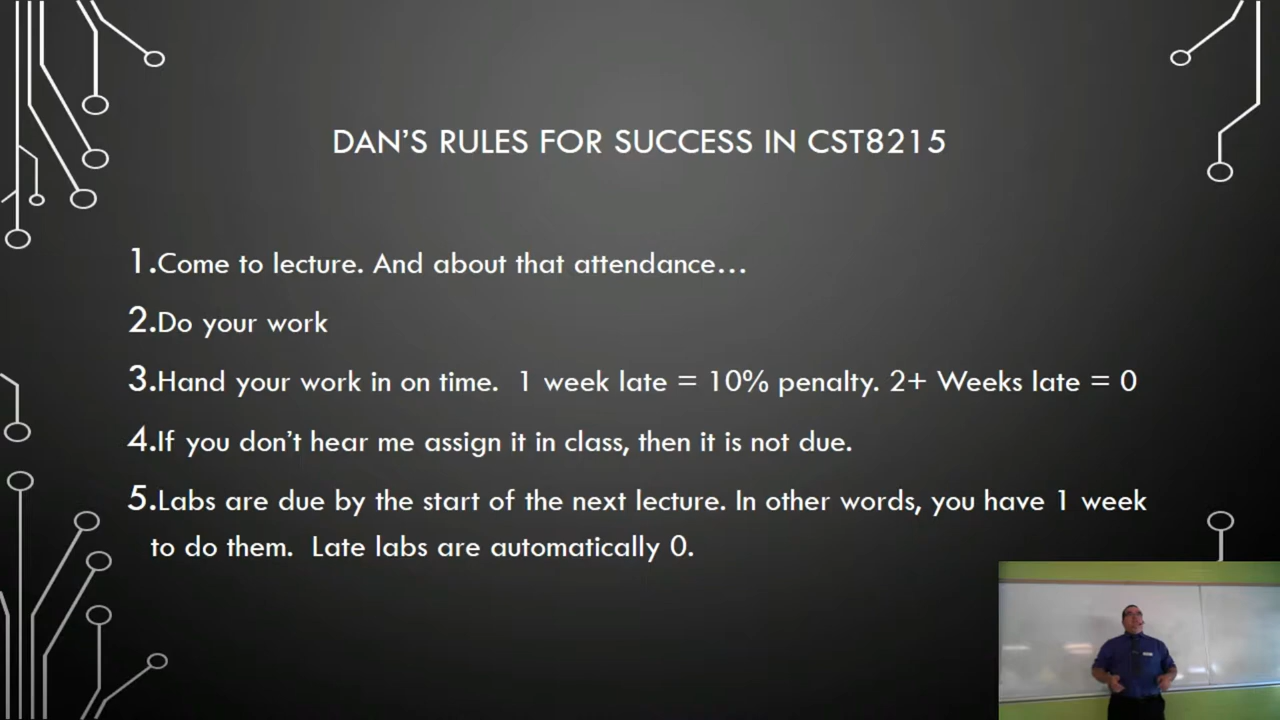 DAN'S RULES FOR SUCCESS IN CST8215
1.Come to lecture. And about that attendance…
2.Do your work
3.Hand your work in on time.  1 week late = 10% penalty. 2+ Weeks late = 0
4.If you don't hear me assign it in class, then it is not due.
5.Labs are due by the start of the next lecture. In other words, you have 1 week
to do them.  Late labs are automatically 0.